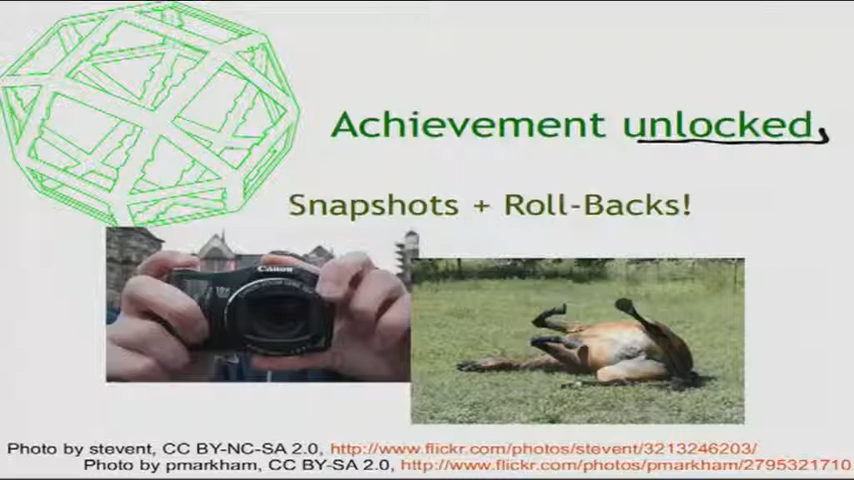 Achievement unlocked,
Snapshots + Roll-Backs!
Canon
Photo by stevent, CC BY-NC-SA 2.0, http://www.flickr.com/photos/stevent/3213246203/
Photo by pmarkham, CC BY-SA 2.0, http://www.flickr.com/photos/pmarkham/2795321710